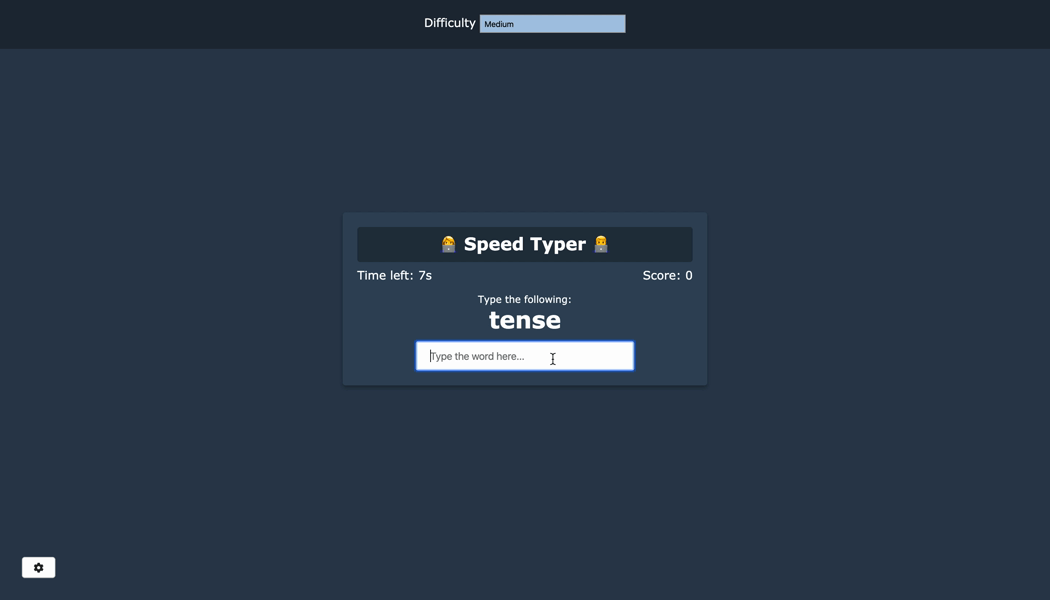 Difficulty Medium
Speed Typer
Time left: 7s Score: 0
Type the following:
tense
Type the word here...